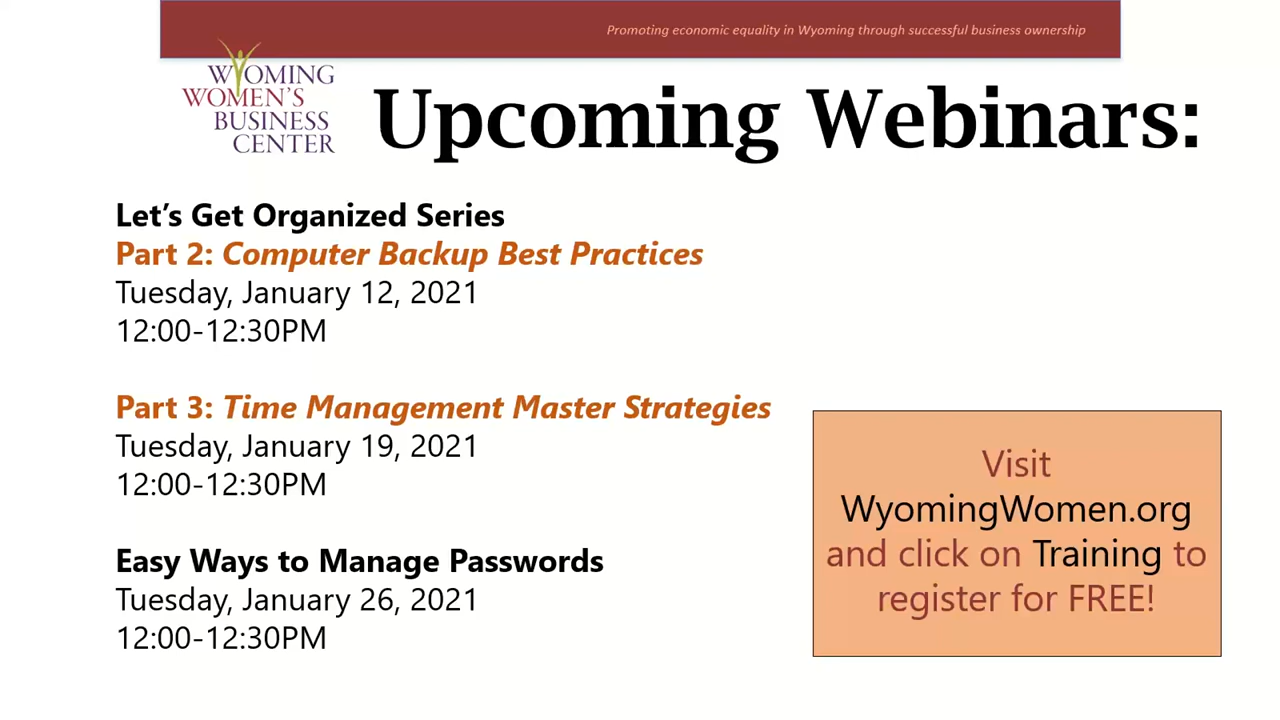 Promoting economic equality in Wyoming through successful business ownership
WYOMING
WOMEN'S
BUSINESS
CENTER
Upcoming Webinars:
Let's Get Organized Series
Part 2: Computer Backup Best Practices
Tuesday, January 12, 2021
12:00-12:30PM
Part 3: Time Management Master Strategies
Tuesday, January 19, 2021
12:00-12:30PM
Easy Ways to Manage Passwords
Tuesday, January 26, 2021
12:00-12:30PM
Visit
WyomingWomen.org
and click on Training to
register for FREE!